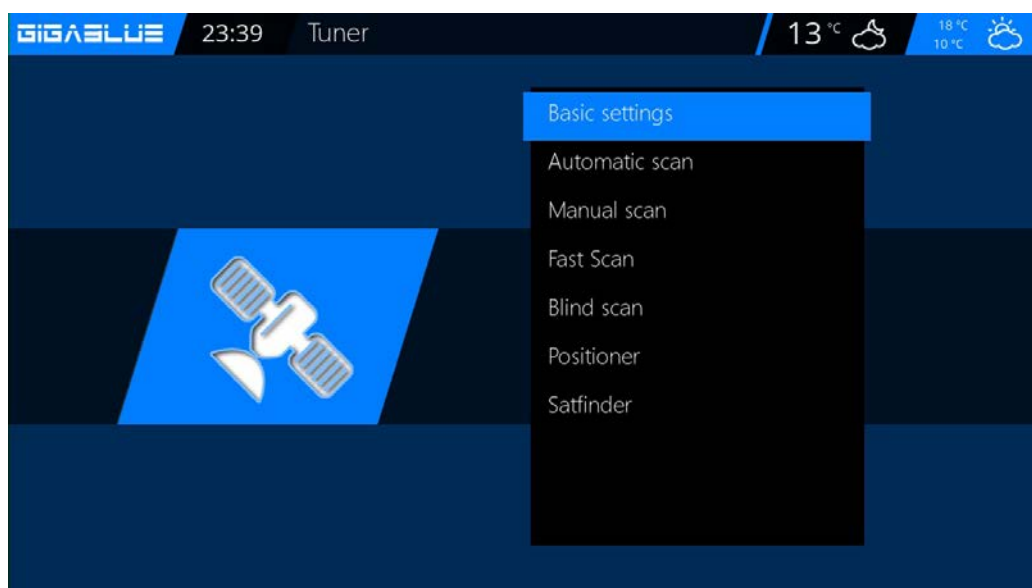 GIGABLUE 23:39 Tuner 13 °C 18 °C
10 °C
Basic settings
Automatic scan
Manual scan
Fast Scan
Blind scan
Positioner
Satfinder